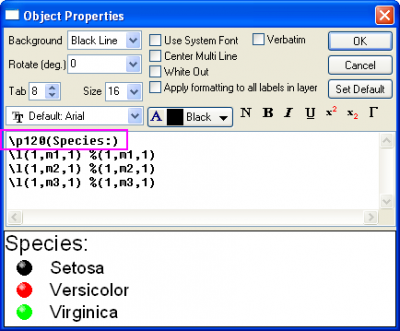 Object Properties
Background Black Line Use System Font Verbatim OK
Center Multi Line
Rotate (deg.) 0 White Out Cancel
Tab 8 Size 16 Apply formatting to all labels in layer Set Default
Default: Arial A Black N B I U x² x₂ Γ
\p120(Species:)
\l(1,m1,1) %(1,m1,1)
\l(1,m2,1) %(1,m2,1)
\l(1,m3,1) %(1,m3,1)
Species:
Setosa
Versicolor
Virginica